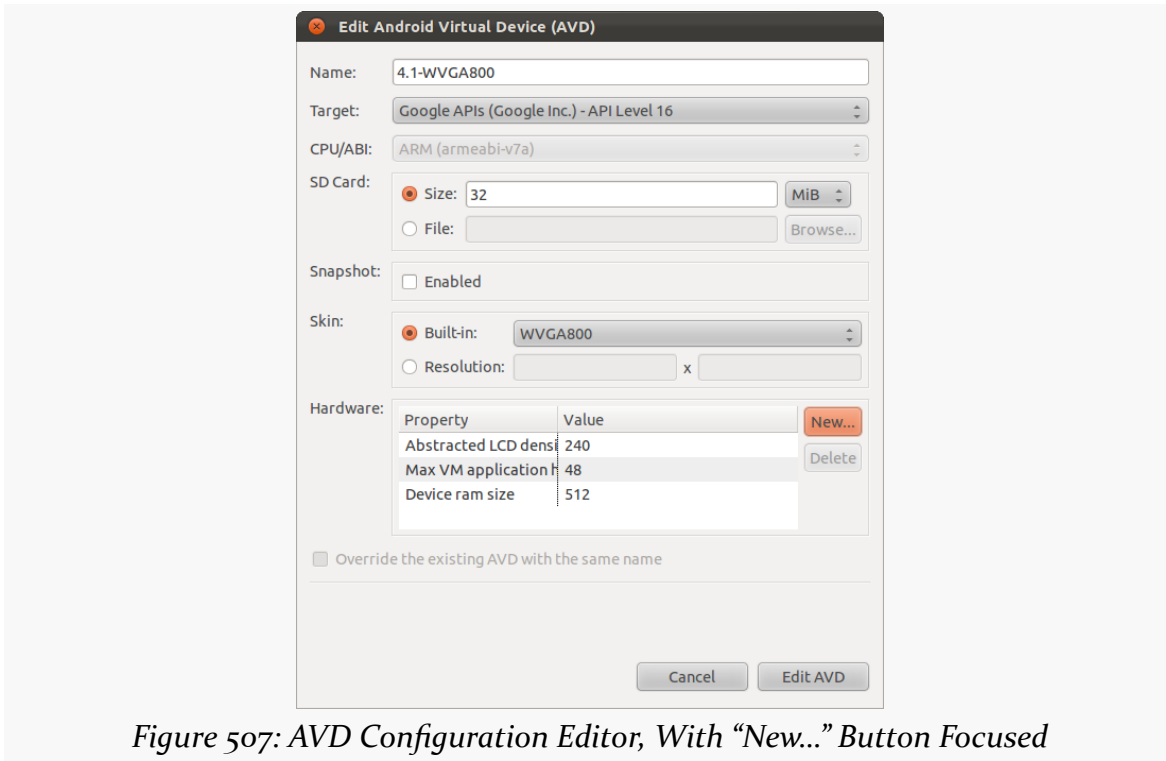 Edit Android Virtual Device (AVD)
Name: 4.1-WVGA800
Target: Google APIs (Google Inc.) - API Level 16
CPU/ABI: ARM (armeabi-v7a)
SD Card:
Size: 32 MiB
File: Browse...
Snapshot:
Enabled
Skin:
Built-in: WVGA800
Resolution: x
Hardware:
Property Value New...
Abstracted LCD densi 240
Delete
Max VM application h 48
Device ram size 512
Override the existing AVD with the same name
Cancel Edit AVD
Figure 507: AVD Configuration Editor, With “New...” Button Focused